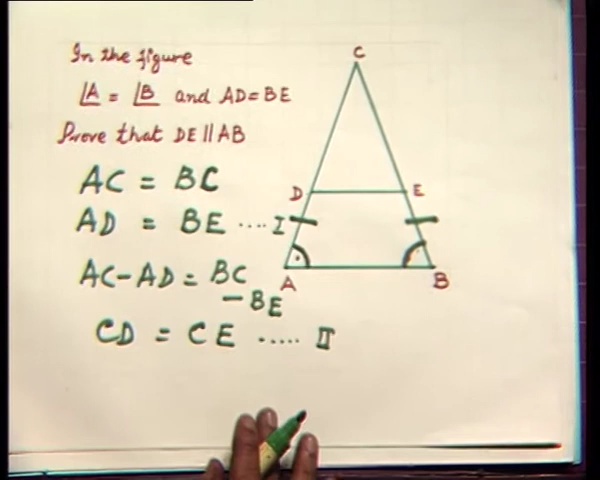 In the figure
∠A = ∠B and AD=BE
Prove that DE || AB
AC = BC
AD = BE ....I
AC-AD = BC
- BE
CD = CE ..... II
C
D
E
A
B